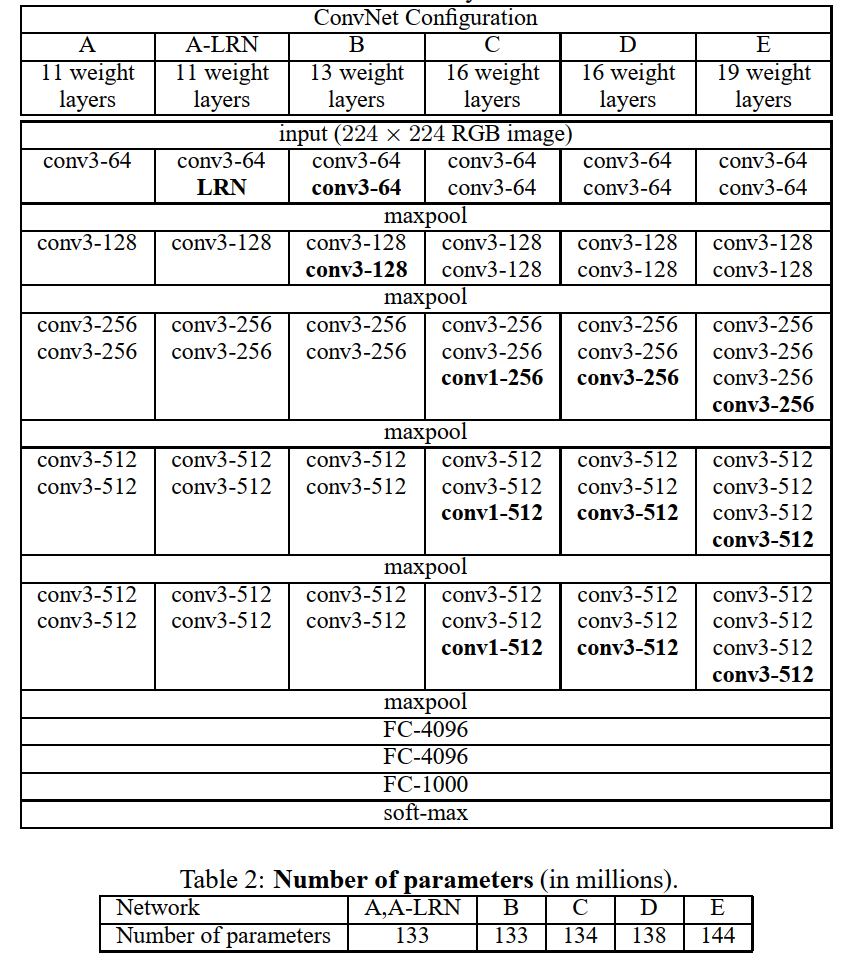 ConvNet Configuration
A A-LRN B C D E
11 weight layers 11 weight layers 13 weight layers 16 weight layers 16 weight layers 19 weight layers
input (224 × 224 RGB image)
conv3-64 conv3-64 conv3-64 conv3-64 conv3-64 conv3-64
LRN conv3-64 conv3-64 conv3-64 conv3-64
maxpool
conv3-128 conv3-128 conv3-128 conv3-128 conv3-128 conv3-128
conv3-128 conv3-128 conv3-128 conv3-128
maxpool
conv3-256 conv3-256 conv3-256 conv3-256 conv3-256 conv3-256
conv3-256 conv3-256 conv3-256 conv3-256 conv3-256 conv3-256
conv1-256 conv3-256 conv3-256
conv3-256
maxpool
conv3-512 conv3-512 conv3-512 conv3-512 conv3-512 conv3-512
conv3-512 conv3-512 conv3-512 conv3-512 conv3-512 conv3-512
conv1-512 conv3-512 conv3-512
conv3-512
maxpool
conv3-512 conv3-512 conv3-512 conv3-512 conv3-512 conv3-512
conv3-512 conv3-512 conv3-512 conv3-512 conv3-512 conv3-512
conv1-512 conv3-512 conv3-512
conv3-512
maxpool
FC-4096
FC-4096
FC-1000
soft-max
Table 2: Number of parameters (in millions).
Network A,A-LRN B C D E
Number of parameters 133 133 134 138 144